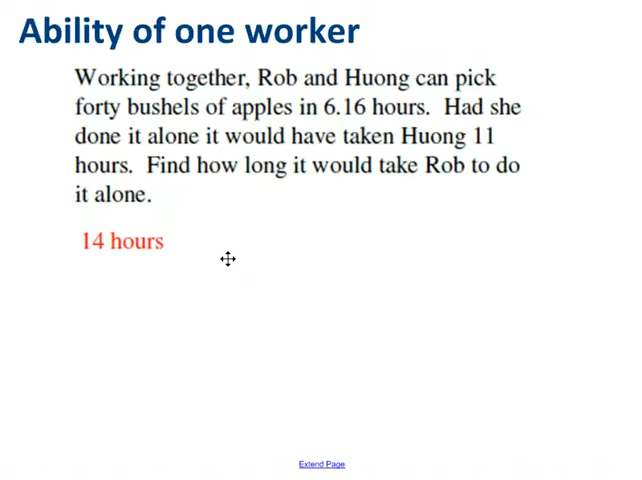 Ability of one worker
Working together, Rob and Huong can pick
forty bushels of apples in 6.16 hours.  Had she
done it alone it would have taken Huong 11
hours.  Find how long it would take Rob to do
it alone.
14 hours
Extend Page